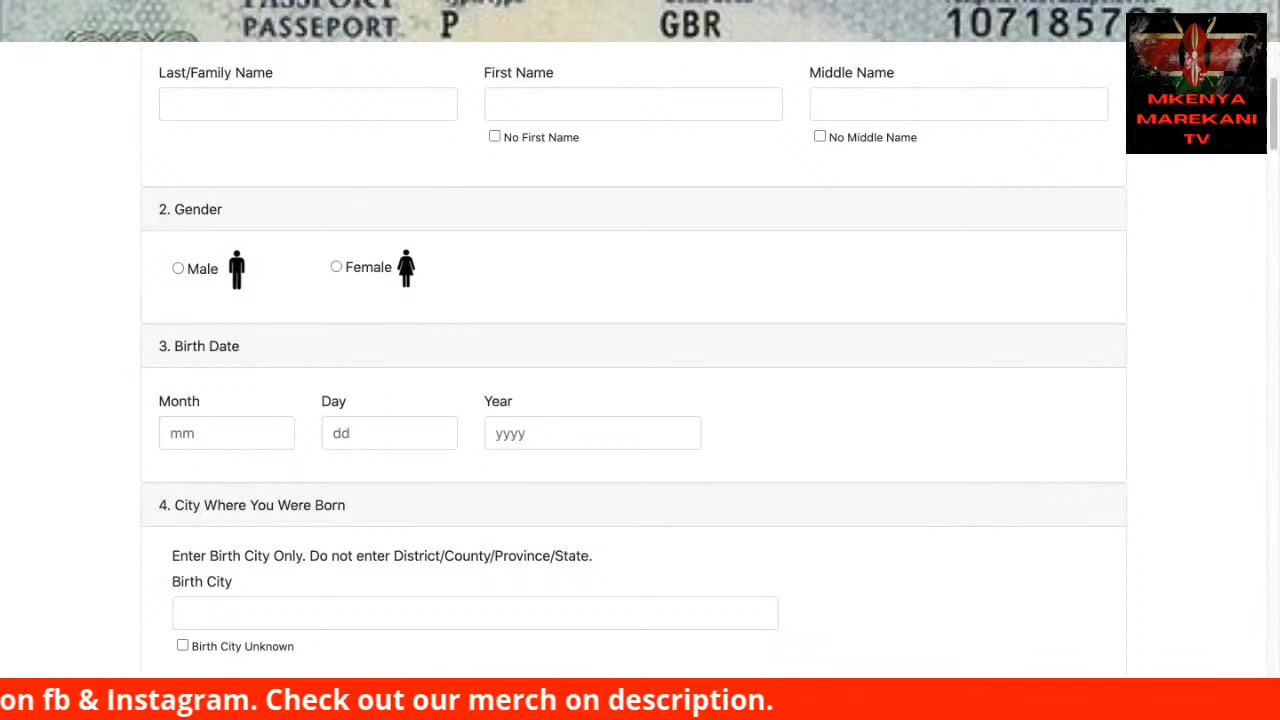 PASSEPORT P GBR
Last/Family Name First Name Middle Name
No First Name No Middle Name
MKENYA
MAREKANI
TV
2. Gender
Male Female
3. Birth Date
Month Day Year
mm dd yyyy
4. City Where You Were Born
Enter Birth City Only. Do not enter District/County/Province/State.
Birth City
Birth City Unknown
on fb & Instagram. Check out our merch on description.